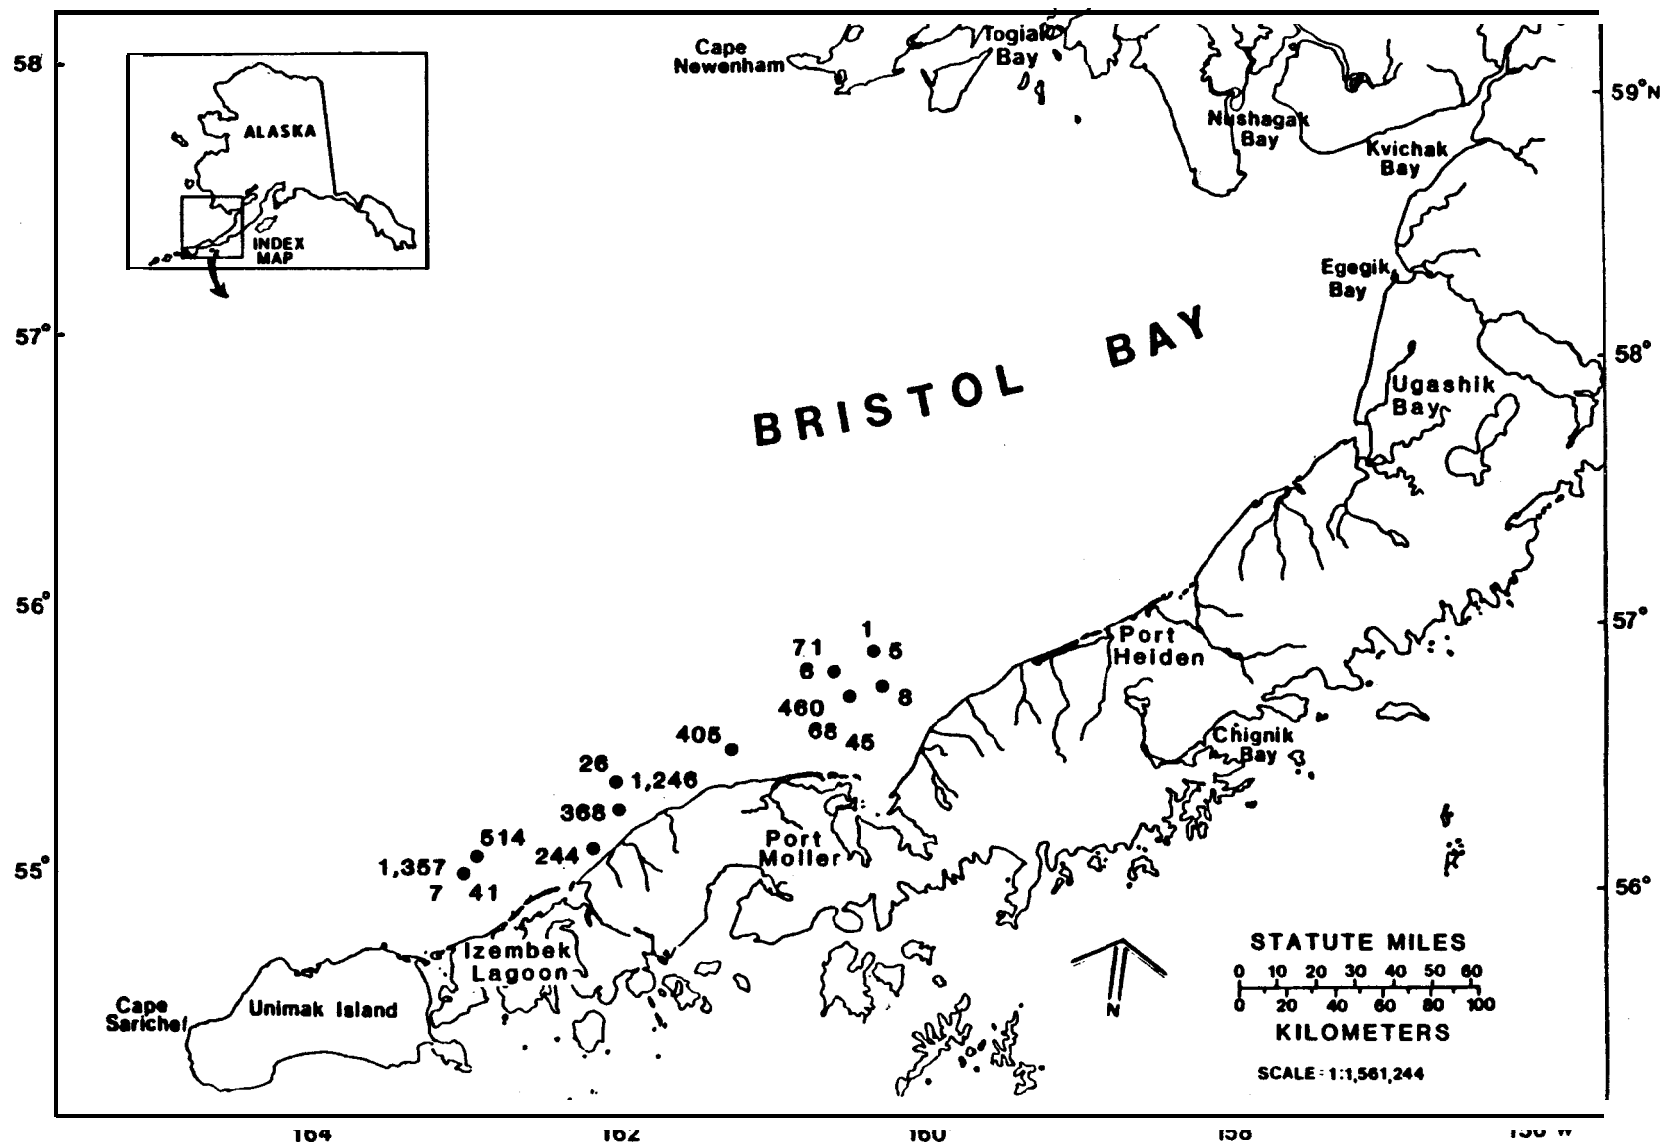 Cape
Newenham
Togiak
Bay
58°
59°N
ALASKA
Nushagak
Bay
Kvichak
Bay
INDEX
MAP
Egegik
Bay
57°
BRISTOL BAY
58°
Ugashik
Bay
56°
57°
1
71
5
6
8
460
68
45
Port
Heiden
405
26
1,246
368
Chignik
Bay
514
244
1,357
7 41
Port
Moller
55°
56°
Izembek
Lagoon
STATUTE MILES
0 10 20 30 40 50 60
0 20 40 60 80 100
KILOMETERS
N
Cape
Sarichef
Unimak Island
SCALE = 1:1,561,244
164 162 160 158